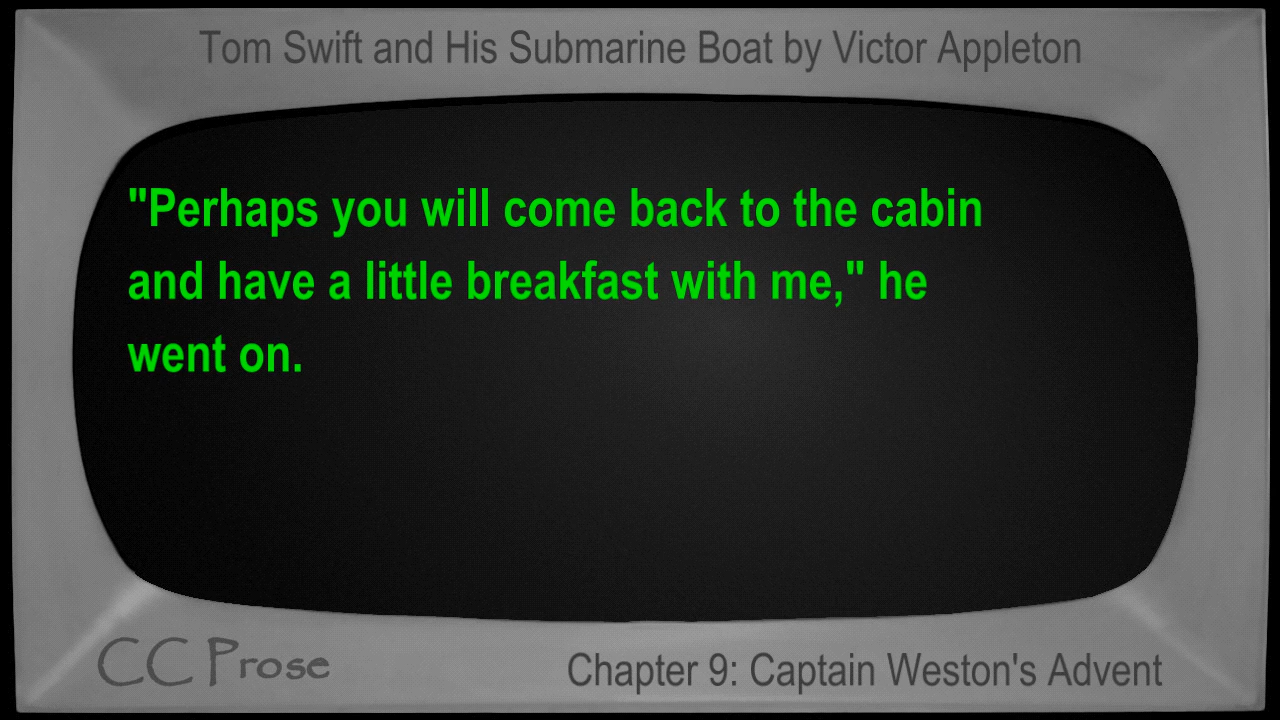 Tom Swift and His Submarine Boat by Victor Appleton
"Perhaps you will come back to the cabin
and have a little breakfast with me," he
went on.
CC Prose
Chapter 9: Captain Weston's Advent